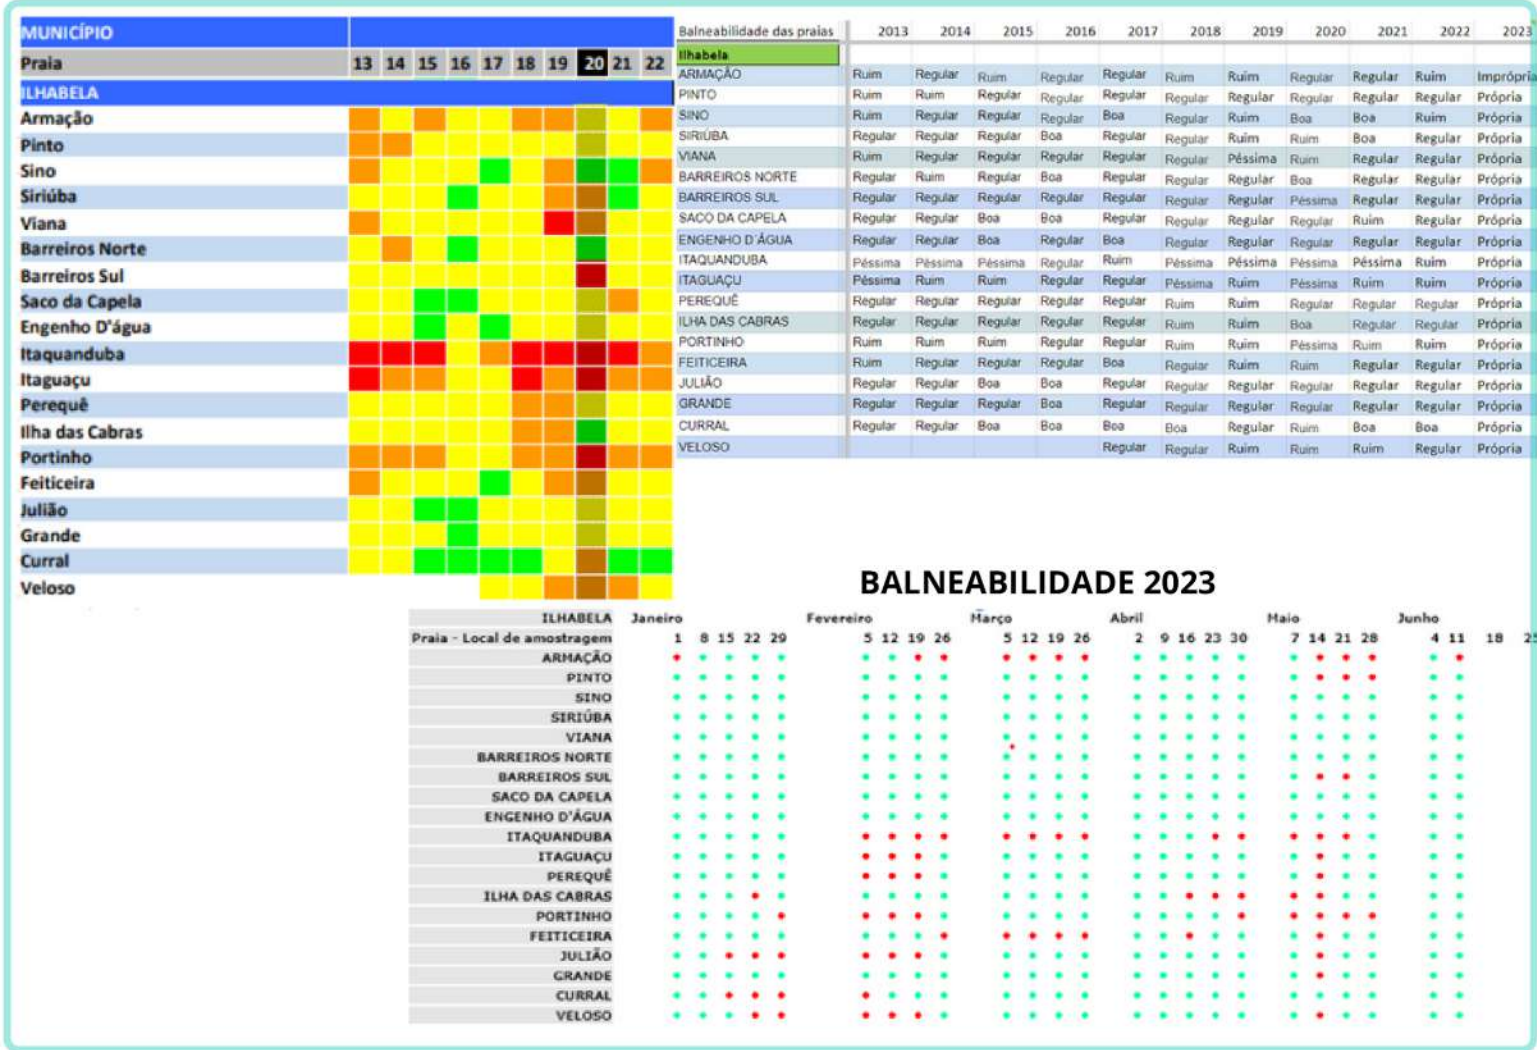 MUNICÍPIO
Praia 13 14 15 16 17 18 19 20 21 22
ILHABELA
Armação
Pinto
Sino
Siriúba
Viana
Barreiros Norte
Barreiros Sul
Saco da Capela
Engenho D'água
Itaquanduba
Itaguaçu
Perequê
Ilha das Cabras
Portinho
Feiticeira
Julião
Grande
Curral
Veloso
Balneabilidade das praias 2013 2014 2015 2016 2017 2018 2019 2020 2021 2022 2023
Ilhabela
ARMAÇÃO Ruim Regular Ruim Regular Regular Ruim Ruim Regular Regular Ruim Imprópria
PINTO Ruim Ruim Regular Regular Regular Regular Regular Regular Regular Regular Própria
SINO Ruim Regular Regular Regular Boa Regular Ruim Boa Boa Ruim Própria
SIRIÚBA Regular Regular Regular Boa Regular Regular Ruim Ruim Boa Regular Própria
VIANA Ruim Regular Regular Regular Regular Regular Péssima Ruim Regular Regular Própria
BARREIROS NORTE Regular Ruim Regular Boa Regular Regular Regular Boa Regular Regular Própria
BARREIROS SUL Regular Regular Regular Regular Regular Regular Regular Péssima Regular Regular Própria
SACO DA CAPELA Regular Regular Boa Boa Regular Regular Regular Regular Ruim Regular Própria
ENGENHO D´ÁGUA Regular Regular Boa Regular Boa Regular Regular Regular Regular Regular Própria
ITAQUANDUBA Péssima Péssima Péssima Regular Ruim Péssima Péssima Péssima Péssima Ruim Própria
ITAGUAÇU Péssima Ruim Ruim Regular Regular Péssima Ruim Péssima Ruim Ruim Própria
PEREQUÊ Regular Regular Regular Regular Regular Ruim Ruim Regular Regular Regular Própria
ILHA DAS CABRAS Regular Regular Regular Regular Regular Ruim Ruim Boa Regular Regular Própria
PORTINHO Ruim Ruim Ruim Regular Regular Ruim Ruim Péssima Ruim Ruim Própria
FEITICEIRA Ruim Regular Regular Regular Boa Regular Ruim Ruim Regular Regular Própria
JULIÃO Regular Regular Boa Boa Regular Regular Regular Regular Regular Regular Própria
GRANDE Regular Regular Regular Boa Regular Regular Regular Regular Regular Regular Própria
CURRAL Regular Regular Boa Boa Boa Boa Regular Ruim Boa Boa Própria
VELOSO Regular Regular Ruim Ruim Ruim Regular Própria
BALNEABILIDADE 2023
ILHABELA Janeiro Fevereiro Março Abril Maio Junho
Praia - Local de amostragem 1 8 15 22 29 5 12 19 26 5 12 19 26 2 9 16 23 30 7 14 21 28 4 11 18 25
ARMAÇÃO
PINTO
SINO
SIRIÚBA
VIANA
BARREIROS NORTE
BARREIROS SUL
SACO DA CAPELA
ENGENHO D'ÁGUA
ITAQUANDUBA
ITAGUAÇU
PEREQUÊ
ILHA DAS CABRAS
PORTINHO
FEITICEIRA
JULIÃO
GRANDE
CURRAL
VELOSO